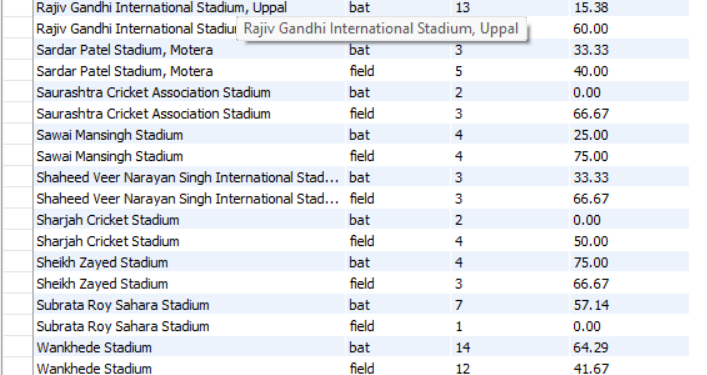 Rajiv Gandhi International Stadium, Uppal bat 13 15.38
Rajiv Gandhi International Stadiu 60.00
Rajiv Gandhi International Stadium, Uppal
Sardar Patel Stadium, Motera bat 3 33.33
Sardar Patel Stadium, Motera field 5 40.00
Saurashtra Cricket Association Stadium bat 2 0.00
Saurashtra Cricket Association Stadium field 3 66.67
Sawai Mansingh Stadium bat 4 25.00
Sawai Mansingh Stadium field 4 75.00
Shaheed Veer Narayan Singh International Stad... bat 3 33.33
Shaheed Veer Narayan Singh International Stad... field 3 66.67
Sharjah Cricket Stadium bat 2 0.00
Sharjah Cricket Stadium field 4 50.00
Sheikh Zayed Stadium bat 4 75.00
Sheikh Zayed Stadium field 3 66.67
Subrata Roy Sahara Stadium bat 7 57.14
Subrata Roy Sahara Stadium field 1 0.00
Wankhede Stadium bat 14 64.29
Wankhede Stadium field 12 41.67